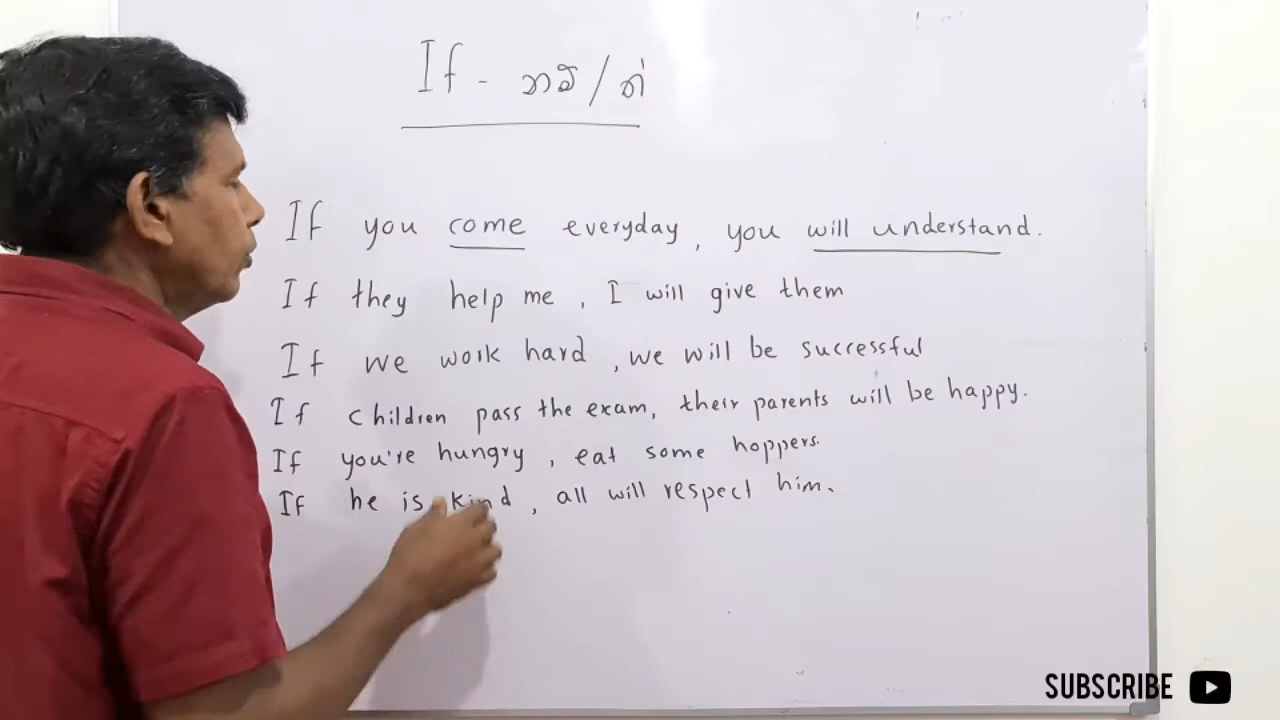 If - නම් / ත්
If you come everyday, you will understand.
If they help me, I will give them
If we work hard, we will be successful
If children pass the exam, their parents will be happy.
If you're hungry, eat some hoppers.
If he is kind, all will respect him.
SUBSCRIBE